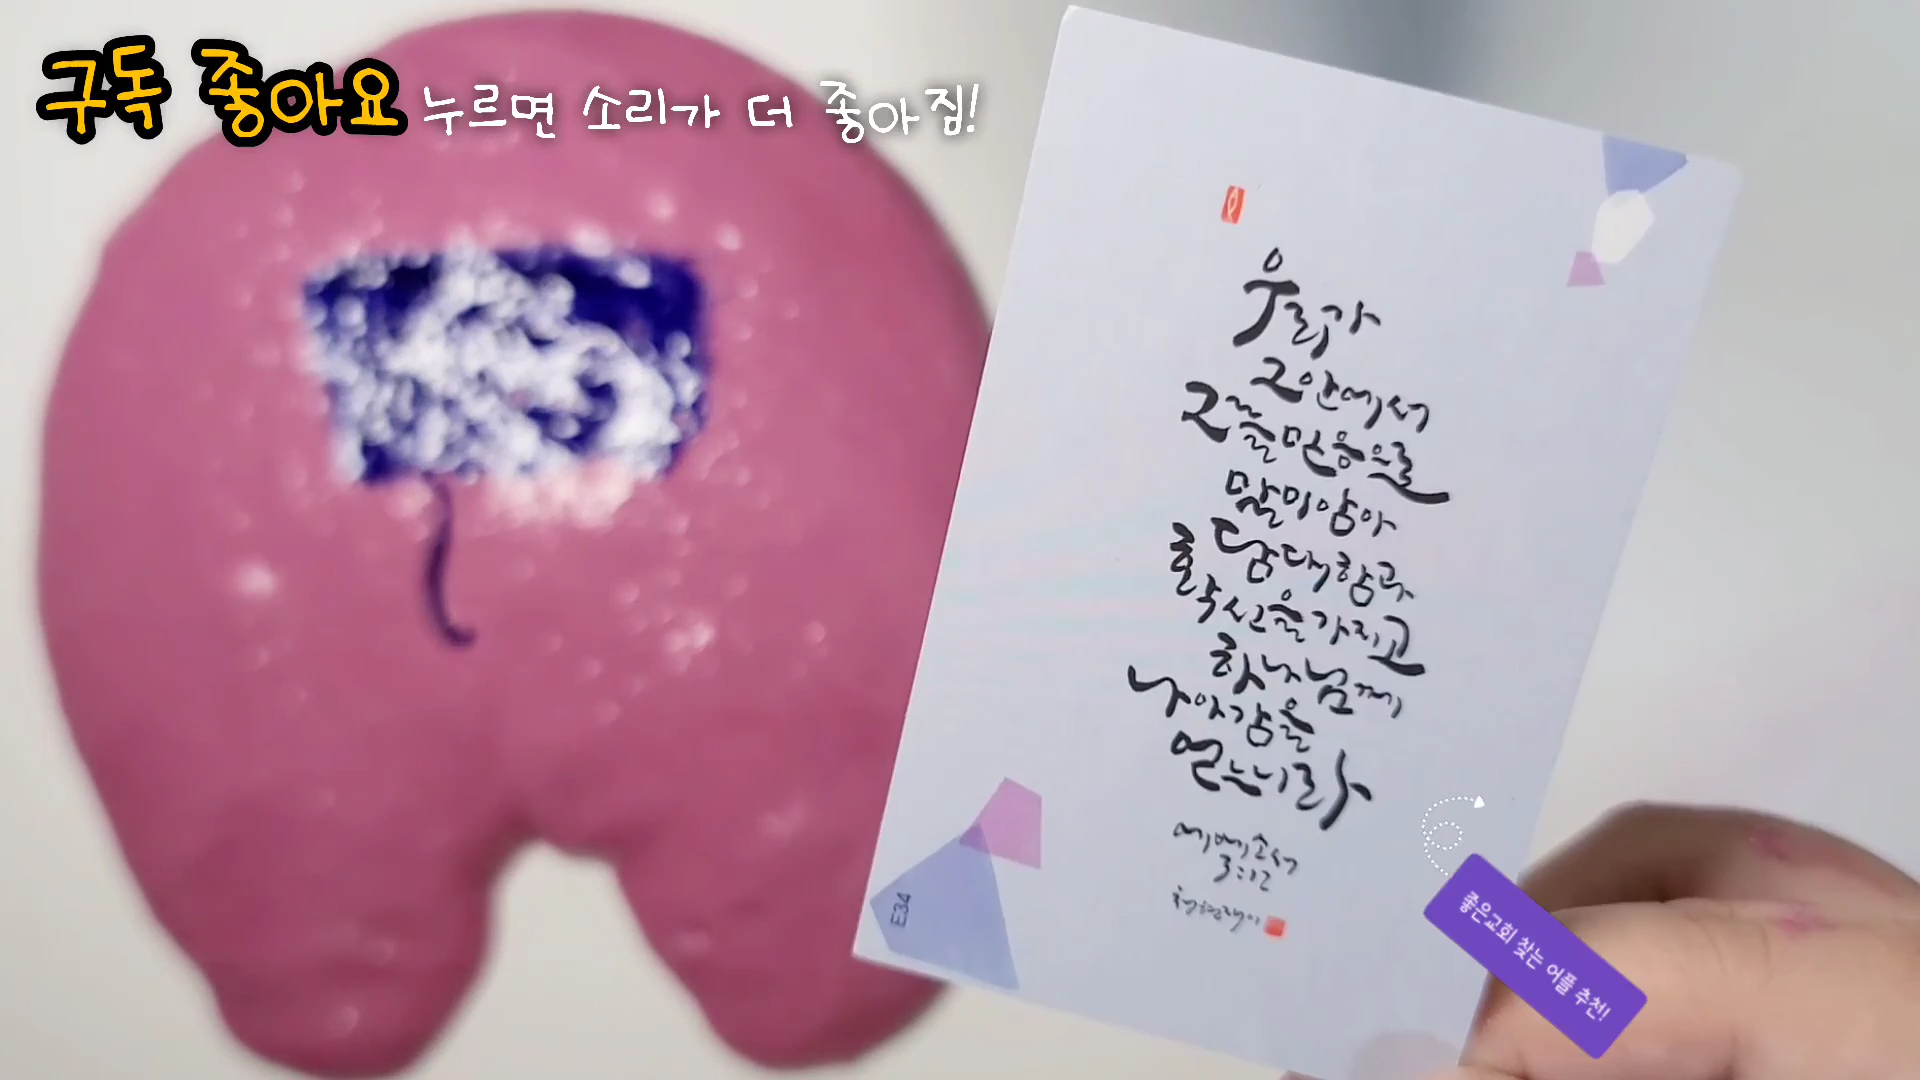 구독 좋아요 누르면 소리가 더 좋아짐!
우리가
그 안에서
그를 믿음으로
말미암아
담대함과
확신을 가지고
하나님께
나아감을
얻느니라
에베소서
3:12
E34
좋은교회 찾는 어플 추천!